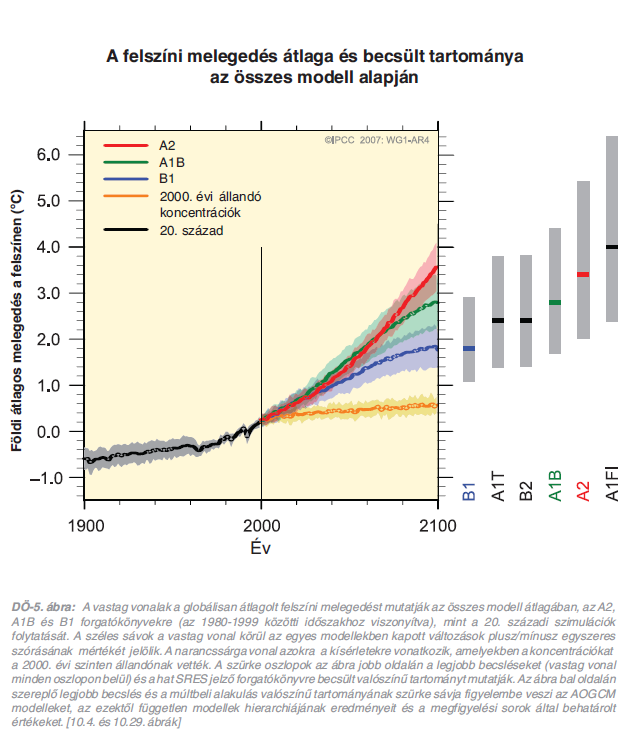 A felszíni melegedés átlaga és becsült tartománya
az összes modell alapján
©IPCC 2007: WG1-AR4
A2
A1B
B1
2000. évi állandó
koncentrációk
20. század
Földi átlagos melegedés a felszínen (°C)
6.0
5.0
4.0
3.0
2.0
1.0
0.0
–1.0
1900
2000
2100
Év
B1
A1T
B2
A1B
A2
A1FI
DÖ-5. ábra: A vastag vonalak a globálisan átlagolt felszíni melegedést mutatják az összes modell átlagában, az A2,
A1B és B1 forgatókönyvekre (az 1980-1999 közötti időszakhoz viszonyítva), mint a 20. századi szimulációk
folytatását. A széles sávok a vastag vonal körül az egyes modellekben kapott változások plusz/mínusz egyszeres
szórásának mértékét jelölik. A narancssárga vonal azokra a kísérletekre vonatkozik, amelyekben a koncentrációkat
a 2000. évi szinten állandónak vették. A szürke oszlopok az ábra jobb oldalán a legjobb becsléseket (vastag vonal
minden oszlopon belül) és a hat SRES jelző forgatókönyvre becsült valószínű tartományt mutatják. Az ábra bal oldalán
szereplő legjobb becslés és a múltbeli alakulás valószínű tartományának szürke sávja figyelembe veszi az AOGCM
modelleket, az ezektől független modellek hierarchiájának eredményeit és a megfigyelési sorok által behatárolt
értékeket. [10.4. és 10.29. ábrák]